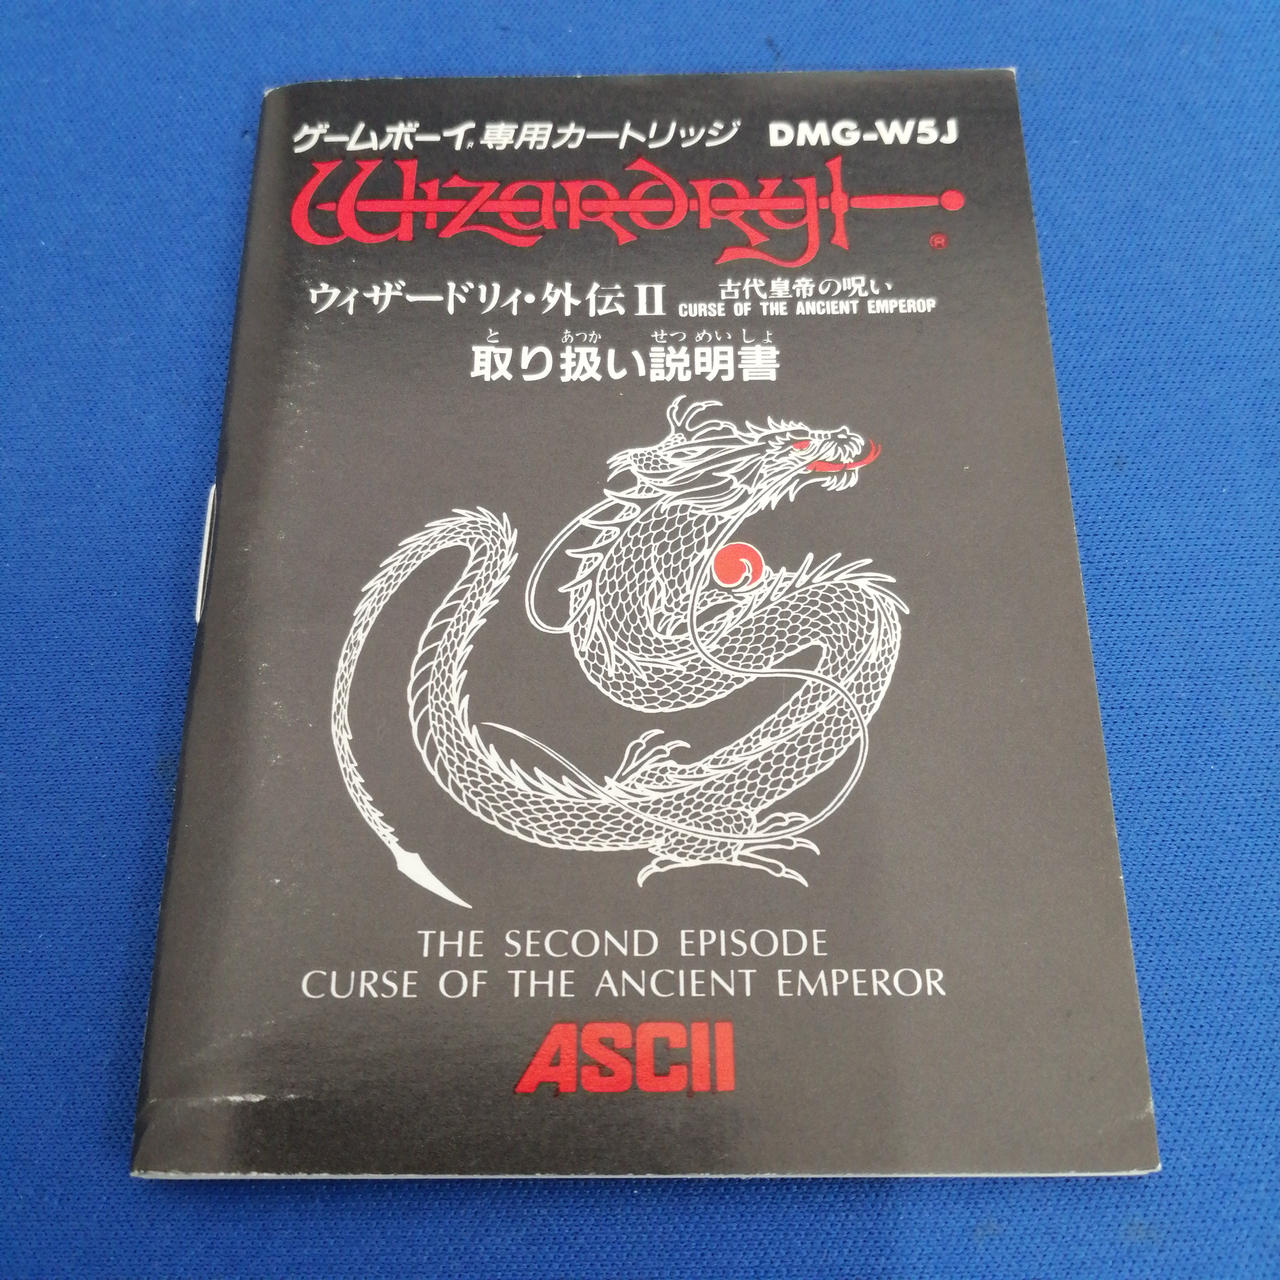 ゲームボーイ®専用カートリッジ DMG-W5J
Wizardry®
ウィザードリィ・外伝II 古代皇帝の呪い
CURSE OF THE ANCIENT EMPEROP
と あつか せつ めい しょ
取り扱い説明書
THE SECOND EPISODE
CURSE OF THE ANCIENT EMPEROR
ASCII